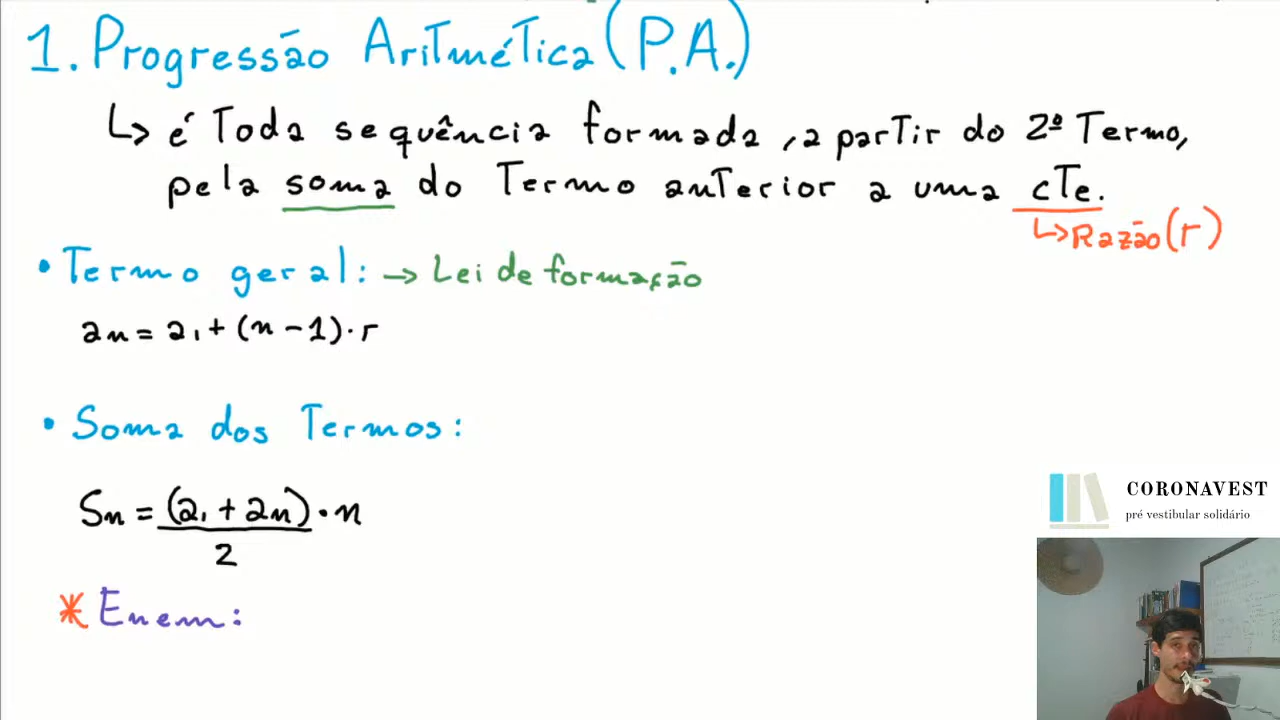 1. Progressão Aritmética (P.A.)
↳ é Toda sequência formada, a partir do 2º Termo,
pela soma do Termo anterior a uma cTe.
↳ Razão (r)
• Termo geral: → Lei de formação
an = a1 + (n - 1) · r
• Soma dos Termos:
Sn = (a1 + an) · n
2
* Enem:
CORONAVEST
pré vestibular solidário